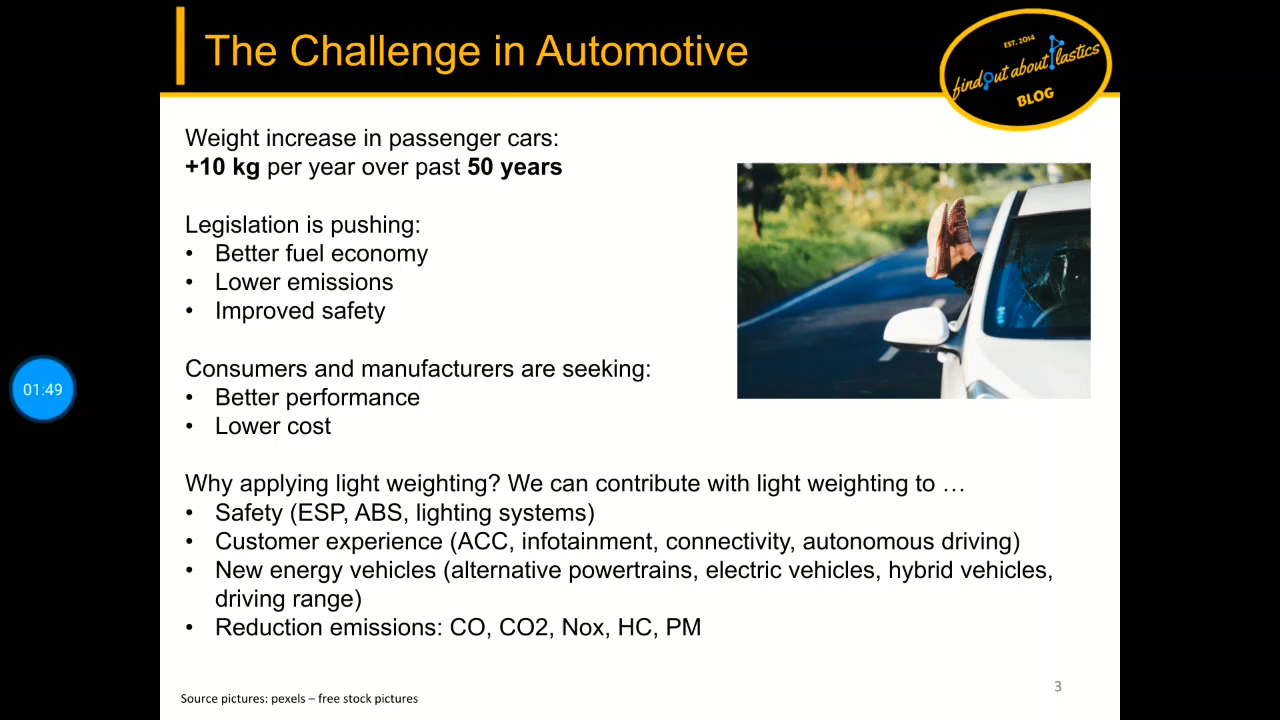 The Challenge in Automotive
EST. 2014
findoutaboutplastics
BLOG
Weight increase in passenger cars:
+10 kg per year over past 50 years
Legislation is pushing:
• Better fuel economy
• Lower emissions
• Improved safety
01:49
Consumers and manufacturers are seeking:
• Better performance
• Lower cost
Why applying light weighting? We can contribute with light weighting to …
• Safety (ESP, ABS, lighting systems)
• Customer experience (ACC, infotainment, connectivity, autonomous driving)
• New energy vehicles (alternative powertrains, electric vehicles, hybrid vehicles,
driving range)
• Reduction emissions: CO, CO2, Nox, HC, PM
3
Source pictures: pexels – free stock pictures